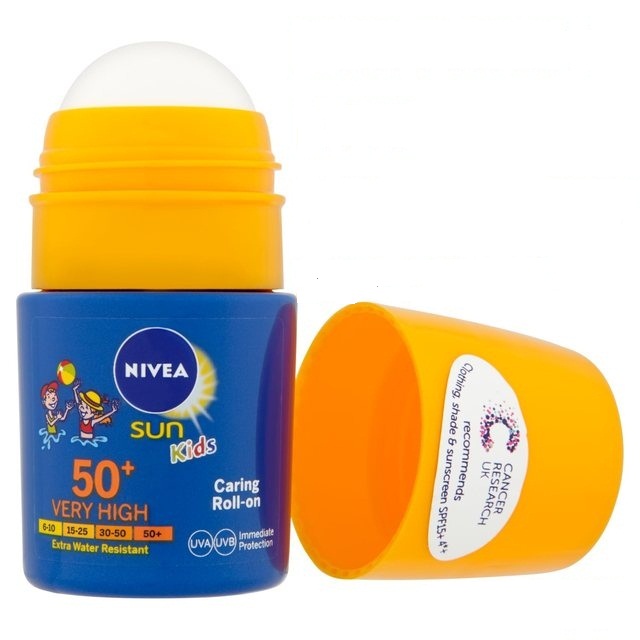 NIVEA
SUN
Kids
50+
VERY HIGH
6-10 15-25 30-50 50+
Extra Water Resistant
Caring
Roll-on
UVA UVB
Immediate
Protection
CANCER
RESEARCH
UK
recommends
Clothing, shade & sunscreen SPF15+ 4*+